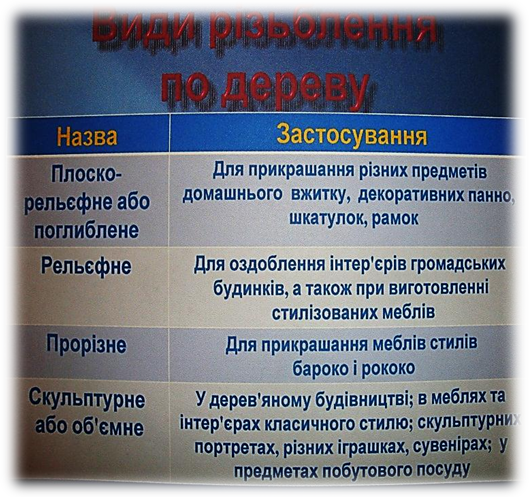 Види різьблення
по дереву
Назва
Застосування
Плоско-
рельєфне або
поглиблене
Для прикрашання різних предметів
домашнього вжитку, декоративних панно,
шкатулок, рамок
Рельєфне
Для оздоблення інтер'єрів громадських
будинків, а також при виготовленні
стилізованих меблів
Прорізне
Для прикрашання меблів стилів
бароко і рококо
Скульптурне
або об'ємне
У дерев'яному будівництві; в меблях та
інтер'єрах класичного стилю; скульптурних
портретах, різних іграшках, сувенірах; у
предметах побутового посуду